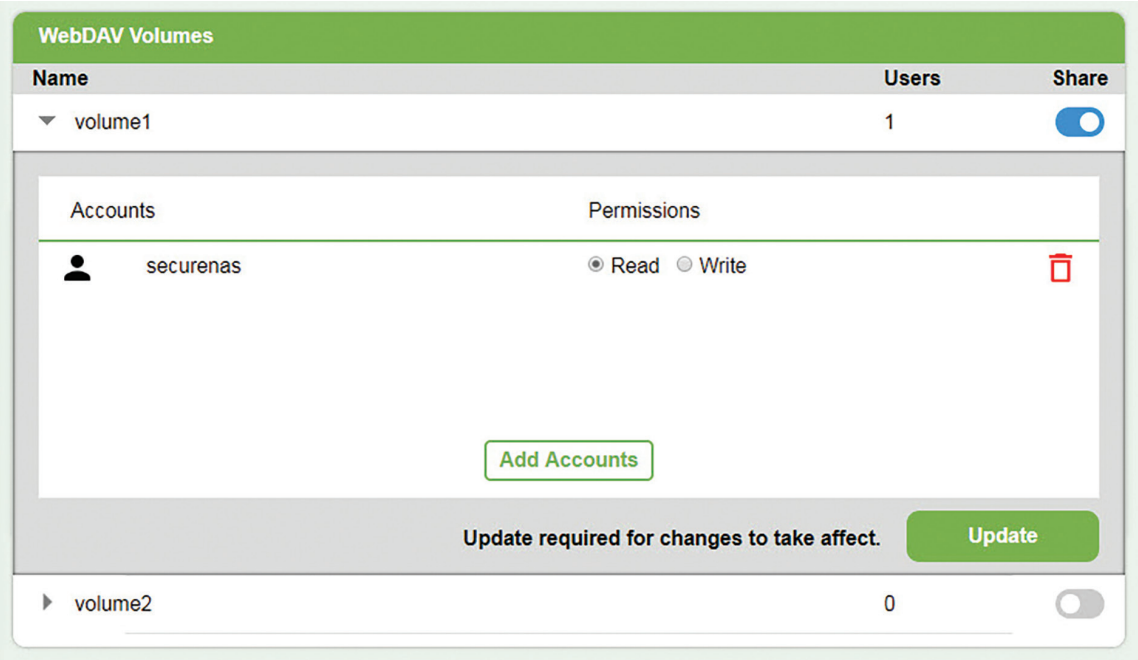 WebDAV Volumes
Name Users Share
volume1 1
Accounts Permissions
securenas Read Write
Add Accounts
Update required for changes to take affect. Update
volume2 0